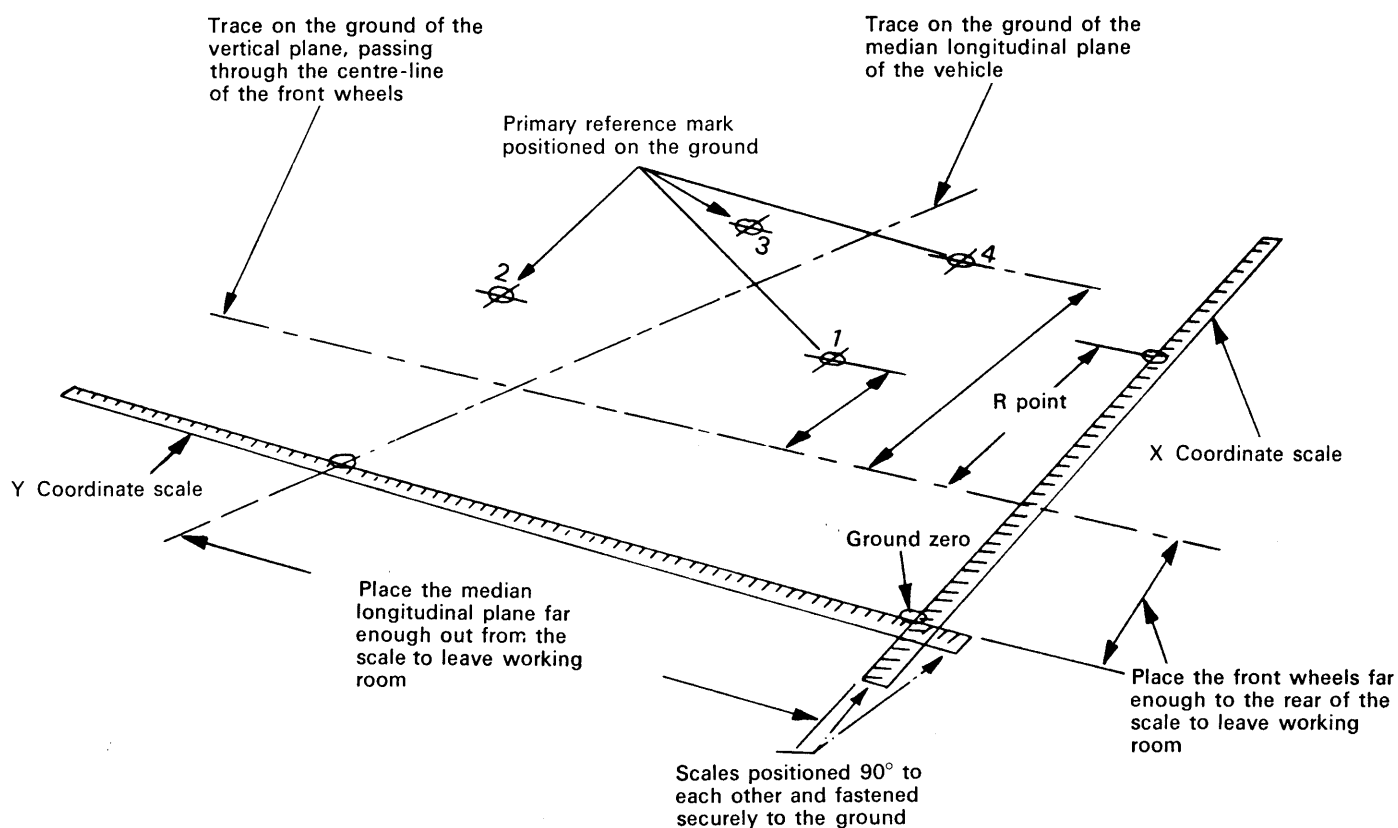 Trace on the ground of the
vertical plane, passing
through the centre-line
of the front wheels
Trace on the ground of the
median longitudinal plane
of the vehicle
Primary reference mark
positioned on the ground
3
4
2
1
R point
X Coordinate scale
Y Coordinate scale
Ground zero
Place the median
longitudinal plane far
enough out from the
scale to leave working
room
Place the front wheels far
enough to the rear of the
scale to leave working
room
Scales positioned 90° to
each other and fastened
securely to the ground